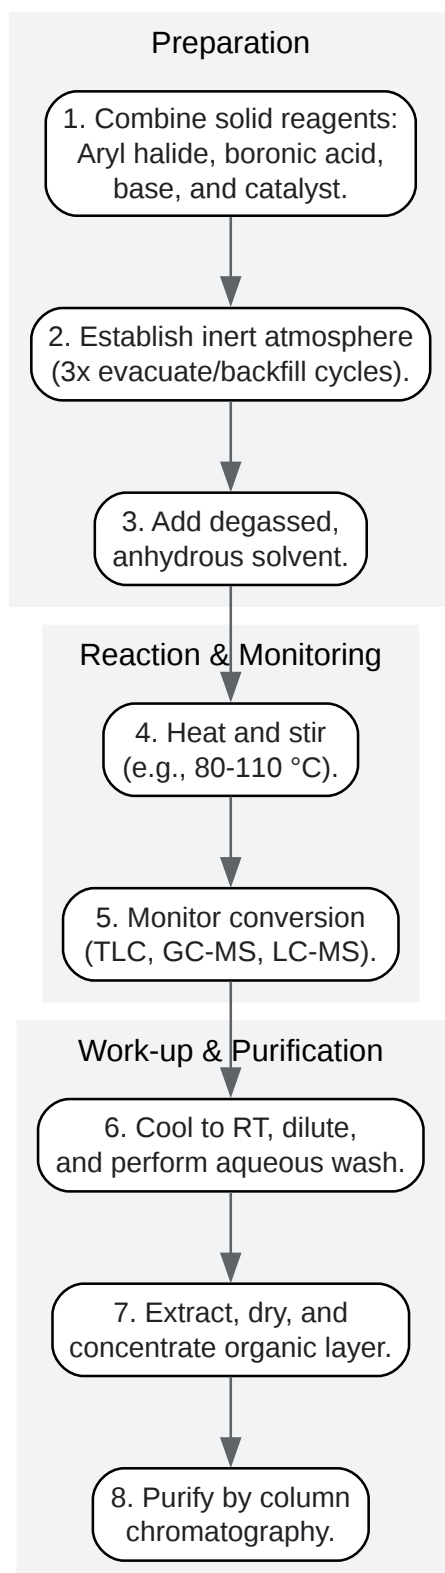 Preparation
1. Combine solid reagents:
Aryl halide, boronic acid,
base, and catalyst.
2. Establish inert atmosphere
(3x evacuate/backfill cycles).
3. Add degassed,
anhydrous solvent.
Reaction & Monitoring
4. Heat and stir
(e.g., 80-110 °C).
5. Monitor conversion
(TLC, GC-MS, LC-MS).
Work-up & Purification
6. Cool to RT, dilute,
and perform aqueous wash.
7. Extract, dry, and
concentrate organic layer.
8. Purify by column
chromatography.